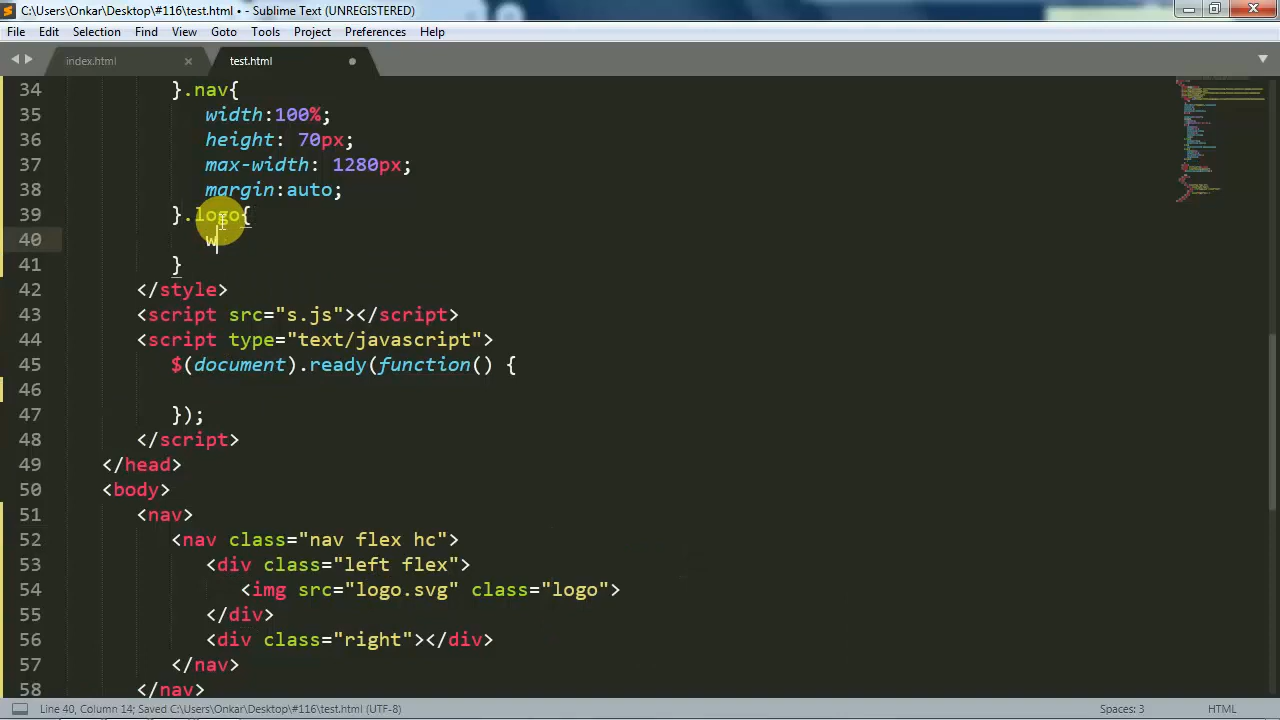 C:\Users\Onkar\Desktop\#116\test.html • - Sublime Text (UNREGISTERED)
File Edit Selection Find View Goto Tools Project Preferences Help
index.html × test.html
34 }.nav{
35 width:100%;
36 height: 70px;
37 max-width: 1280px;
38 margin:auto;
39 }.logo{
40 w
41 }
42 </style>
43 <script src="s.js"></script>
44 <script type="text/javascript">
45 $(document).ready(function() {
46
47 });
48 </script>
49 </head>
50 <body>
51 <nav>
52 <nav class="nav flex hc">
53 <div class="left flex">
54 <img src="logo.svg" class="logo">
55 </div>
56 <div class="right"></div>
57 </nav>
58 </nav>
Line 40, Column 14; Saved C:\Users\Onkar\Desktop\#116\test.html (UTF-8) Spaces: 3 HTML